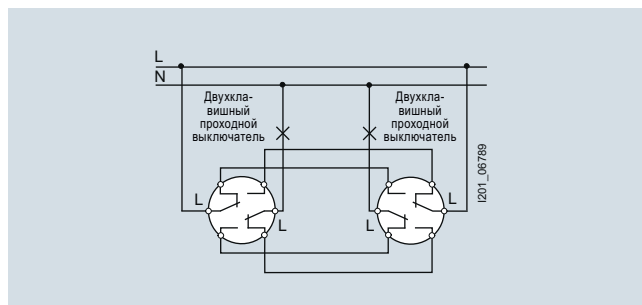 L
N
Двухкла-
вишный
проходной
выключатель
Двухкла-
вишный
проходной
выключатель
I201_06789
L
L
L
L